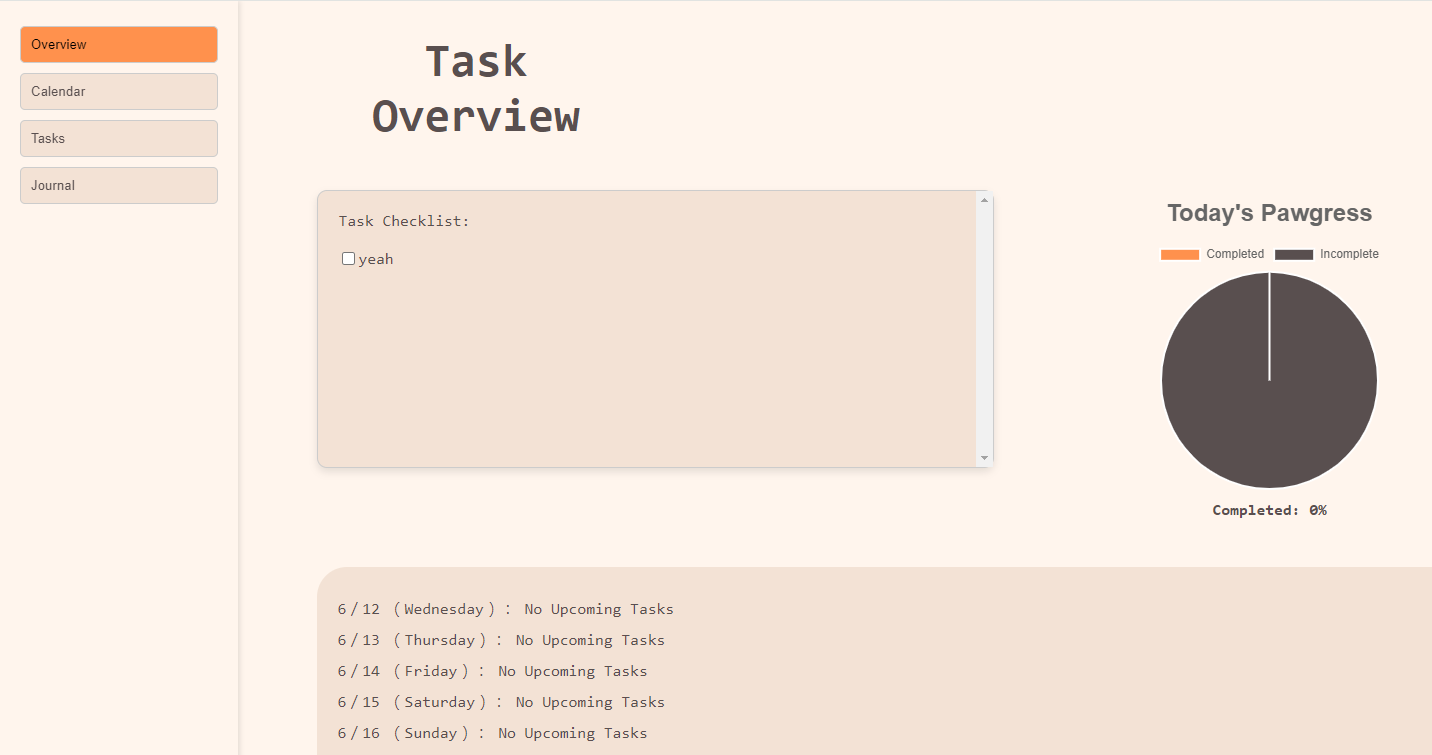 Overview
Calendar
Tasks
Journal
Task
Overview
Task Checklist:
yeah
Today's Pawgress
Completed
Incomplete
Completed: 0%
6/12 (Wednesday): No Upcoming Tasks
6/13 (Thursday): No Upcoming Tasks
6/14 (Friday): No Upcoming Tasks
6/15 (Saturday): No Upcoming Tasks
6/16 (Sunday): No Upcoming Tasks